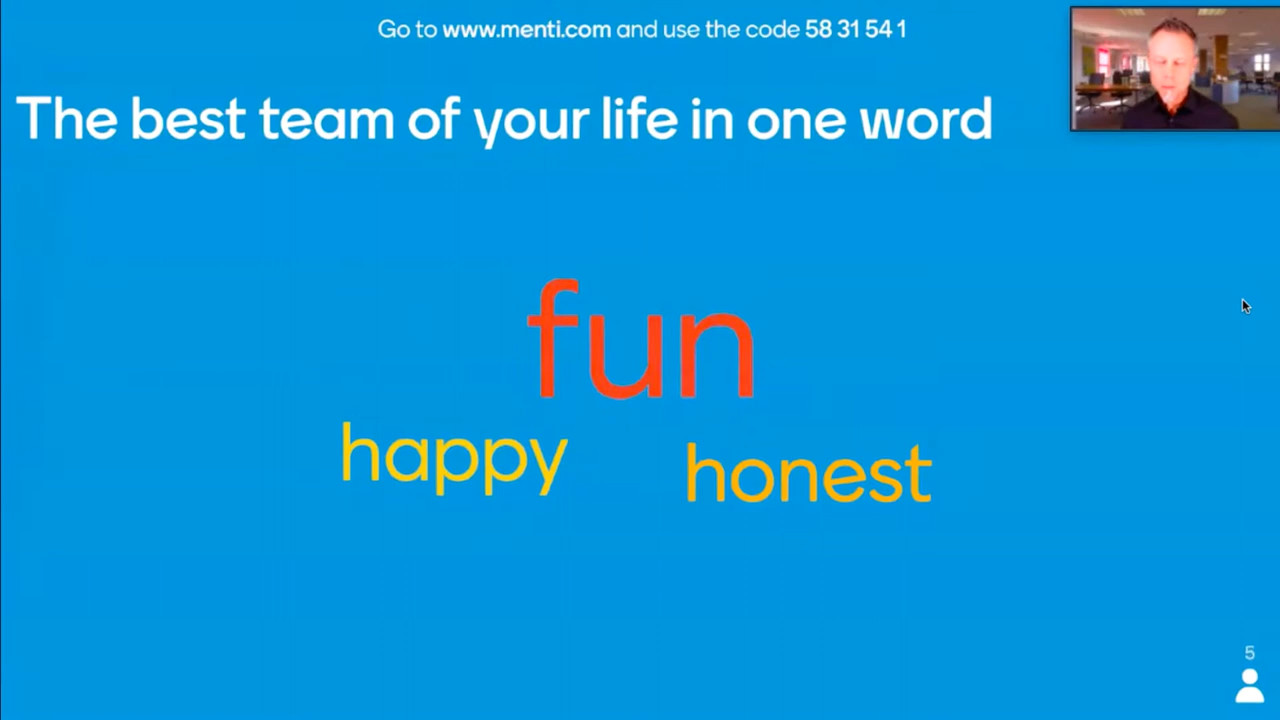 Go to www.menti.com and use the code 58 31 54 1
The best team of your life in one word
fun
happy
honest
5